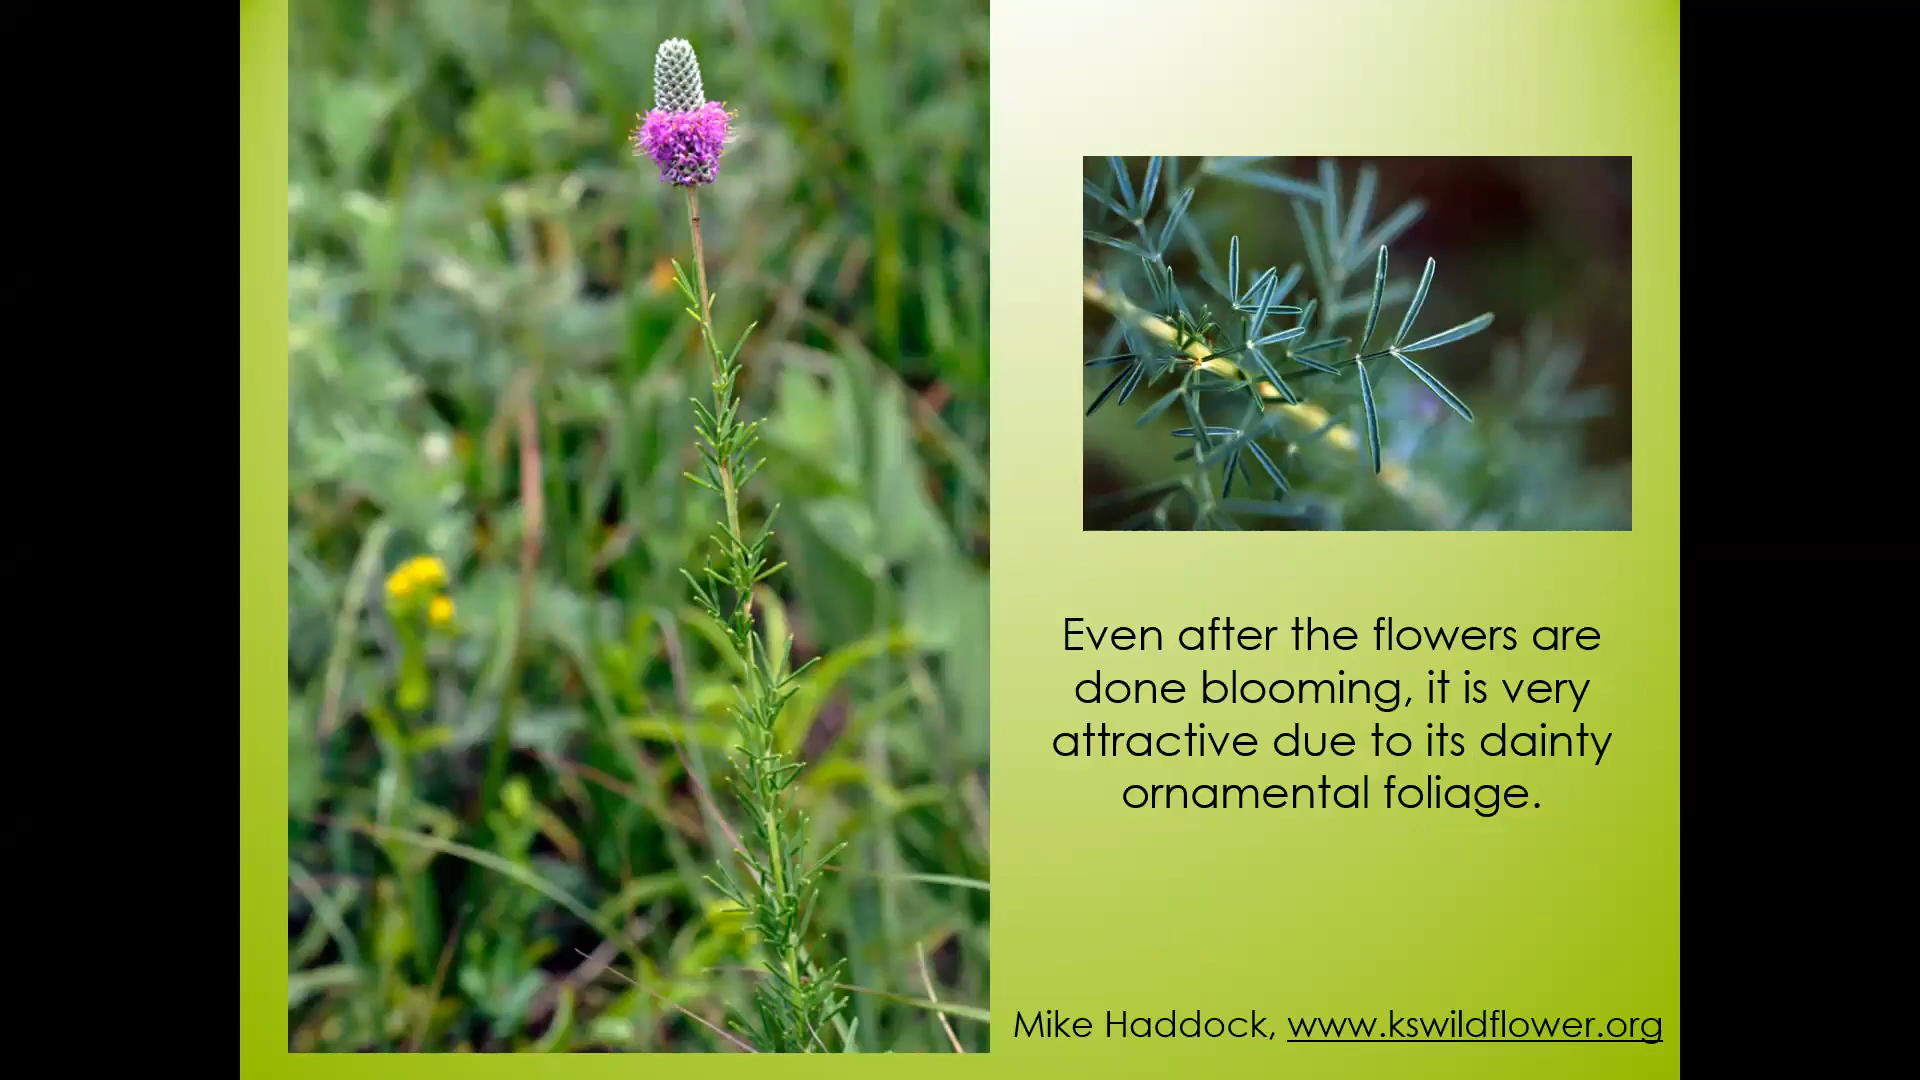 Even after the flowers are
done blooming, it is very
attractive due to its dainty
ornamental foliage.
Mike Haddock, www.kswildflower.org